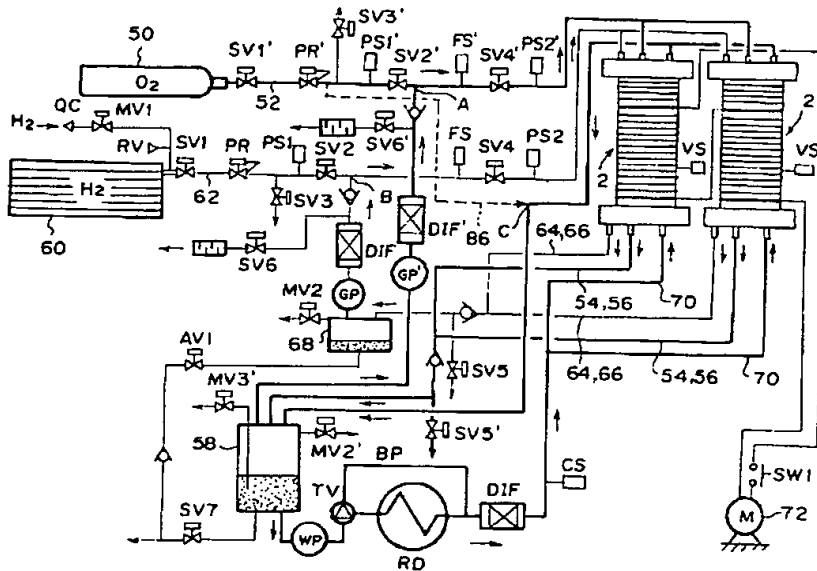 50
O2
SV1'
PR'
SV3'
PS1'
SV2'
FS'
SV4'
PS2'
52
A
QC
MV1
H2
RV
SV1
PR
PS1
SV2
SV6'
FS
SV4
PS2
2
2
VS
VS
H2
60
62
SV3
B
86
C
SV6
DIF
DIF'
GP
GP'
64,66
54,56
70
MV2
68
AV1
MV3'
SV5
64,66
54,56
70
58
MV2'
SV5'
BP
CS
SW1
TV
SV7
WP
RD
DIF
M
72